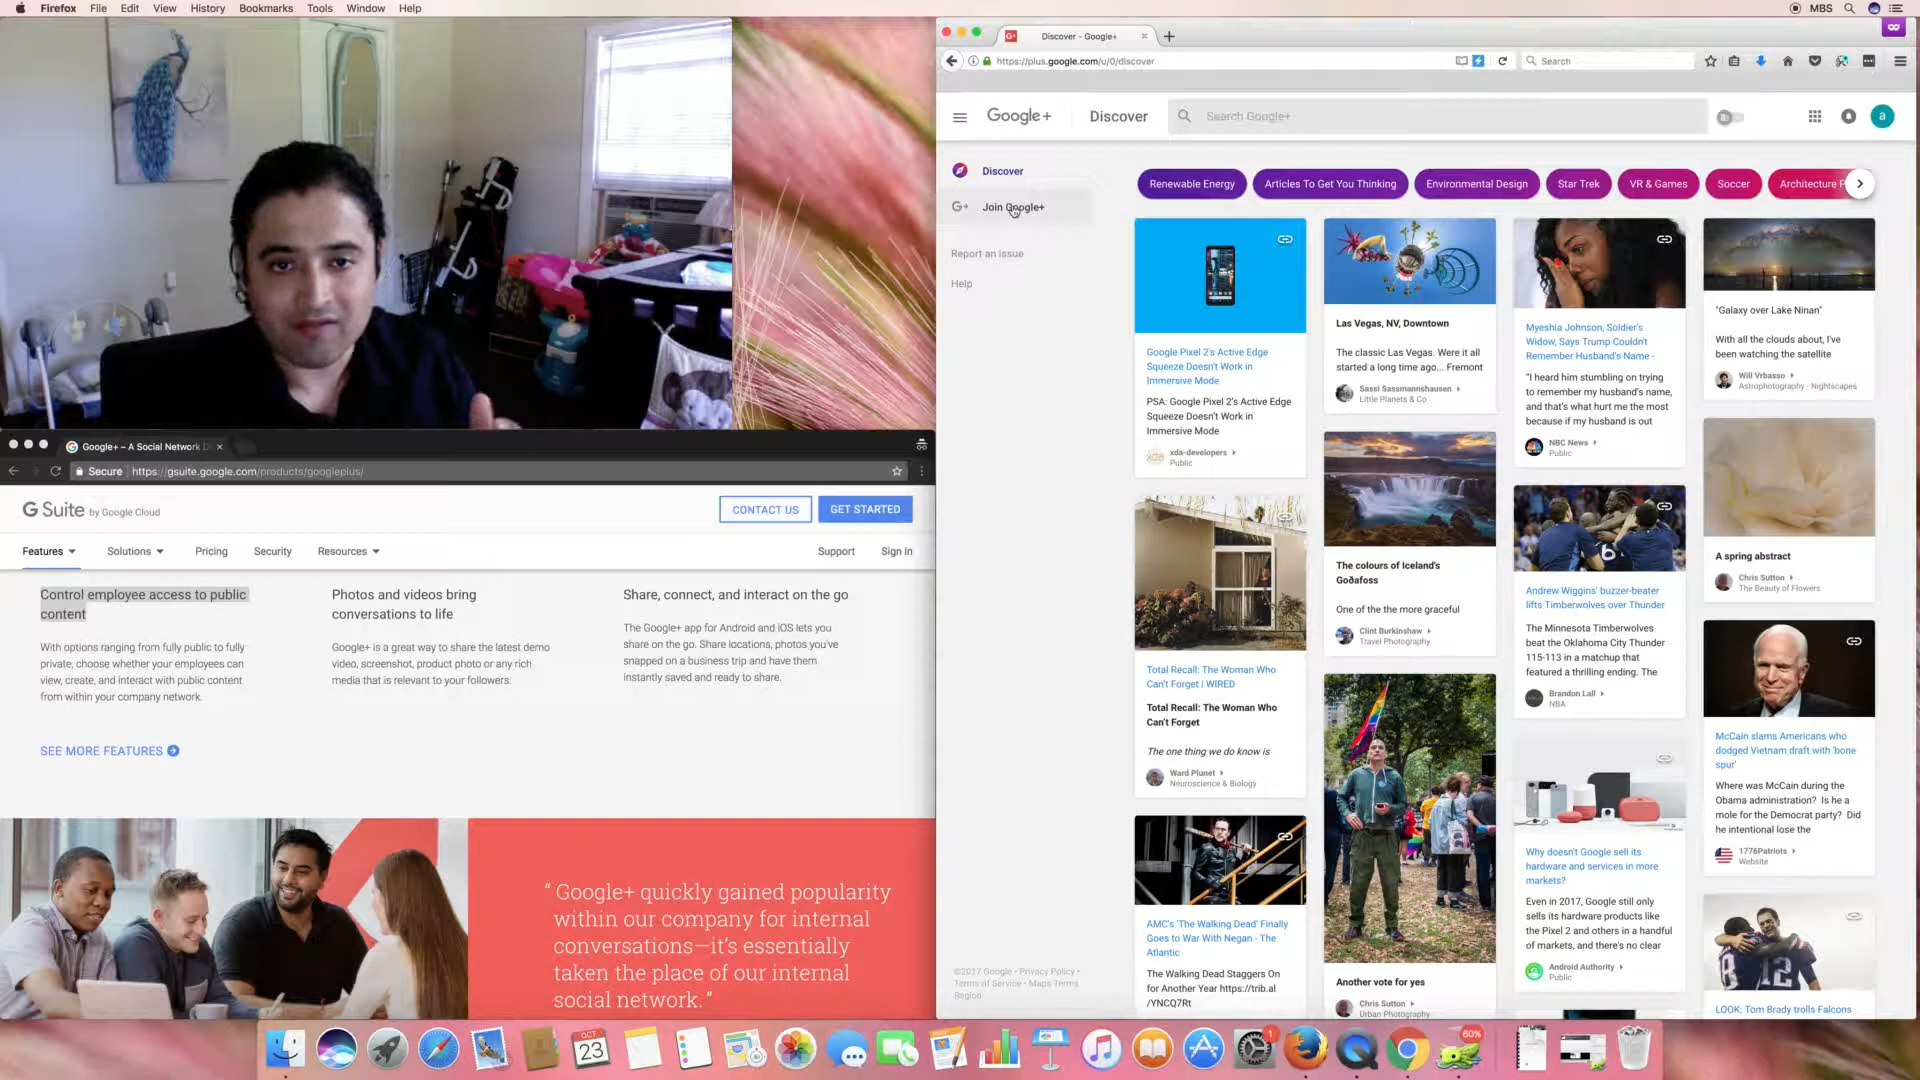 Firefox File Edit View History Bookmarks Tools Window Help
MBS
Discover - Google+
https://plus.google.com/u/0/discover
Search
Google+
Discover
Search Google+
a
Discover
Join Google+
Report an issue
Help
©2017 Google • Privacy Policy •
Terms of Service • Maps Terms
Region
Renewable Energy
Articles To Get You Thinking
Environmental Design
Star Trek
VR & Games
Soccer
Architecture
Google Pixel 2's Active Edge
Squeeze Doesn't Work in
Immersive Mode
PSA: Google Pixel 2's Active Edge
Squeeze Doesn't Work in
Immersive Mode
xda
xda-developers
Public
Total Recall: The Woman Who
Can't Forget | WIRED
Total Recall: The Woman Who
Can't Forget
The one thing we do know is
Ward Plunet
Neuroscience & Biology
AMC's 'The Walking Dead' Finally
Goes to War With Negan - The
Atlantic
The Walking Dead Staggers On
for Another Year https://trib.al
/YNCQ7Rt
Las Vegas, NV, Downtown
The classic Las Vegas. Were it all
started a long time ago... Fremont
Sassi Sassmannshausen
Little Planets & Co
The colours of Iceland's
Goðafoss
One of the the more graceful
Clint Burkinshaw
Travel Photography
Another vote for yes
Chris Sutton
Urban Photography
Myeshia Johnson, Soldier's
Widow, Says Trump Couldn't
Remember Husband's Name -
"I heard him stumbling on trying
to remember my husband's name,
and that's what hurt me the most
because if my husband is out
NBC News
Public
6
Andrew Wiggins' buzzer-beater
lifts Timberwolves over Thunder
The Minnesota Timberwolves
beat the Oklahoma City Thunder
115-113 in a matchup that
featured a thrilling ending. The
Brandon Lall
NBA
Why doesn't Google sell its
hardware and services in more
markets?
Even in 2017, Google still only
sells its hardware products like
the Pixel 2 and others in a handful
of markets, and there's no clear
Android Authority
Public
"Galaxy over Lake Ninan"
With all the clouds about, I've
been watching the satellite
Will Vrbasso
Astrophotography - Nightscapes
A spring abstract
Chris Sutton
The Beauty of Flowers
McCain slams Americans who
dodged Vietnam draft with 'bone
spur'
Where was McCain during the
Obama administration? Is he a
mole for the Democrat party? Did
he intentional lose the
1776Patriots
Website
8 12
LOOK: Tom Brady trolls Falcons
Google+ – A Social Network
Secure https://gsuite.google.com/products/googleplus/
G Suite by Google Cloud
CONTACT US
GET STARTED
Features Solutions Pricing Security Resources
Support Sign in
Control employee access to public
content
With options ranging from fully public to fully
private, choose whether your employees can
view, create, and interact with public content
from within your company network.
Photos and videos bring
conversations to life
Google+ is a great way to share the latest demo
video, screenshot, product photo or any rich
media that is relevant to your followers.
Share, connect, and interact on the go
The Google+ app for Android and iOS lets you
share on the go. Share locations, photos you've
snapped on a business trip and have them
instantly saved and ready to share.
SEE MORE FEATURES
“ Google+ quickly gained popularity
within our company for internal
conversations—it's essentially
taken the place of our internal
social network. ”
OCT
23
1
60%